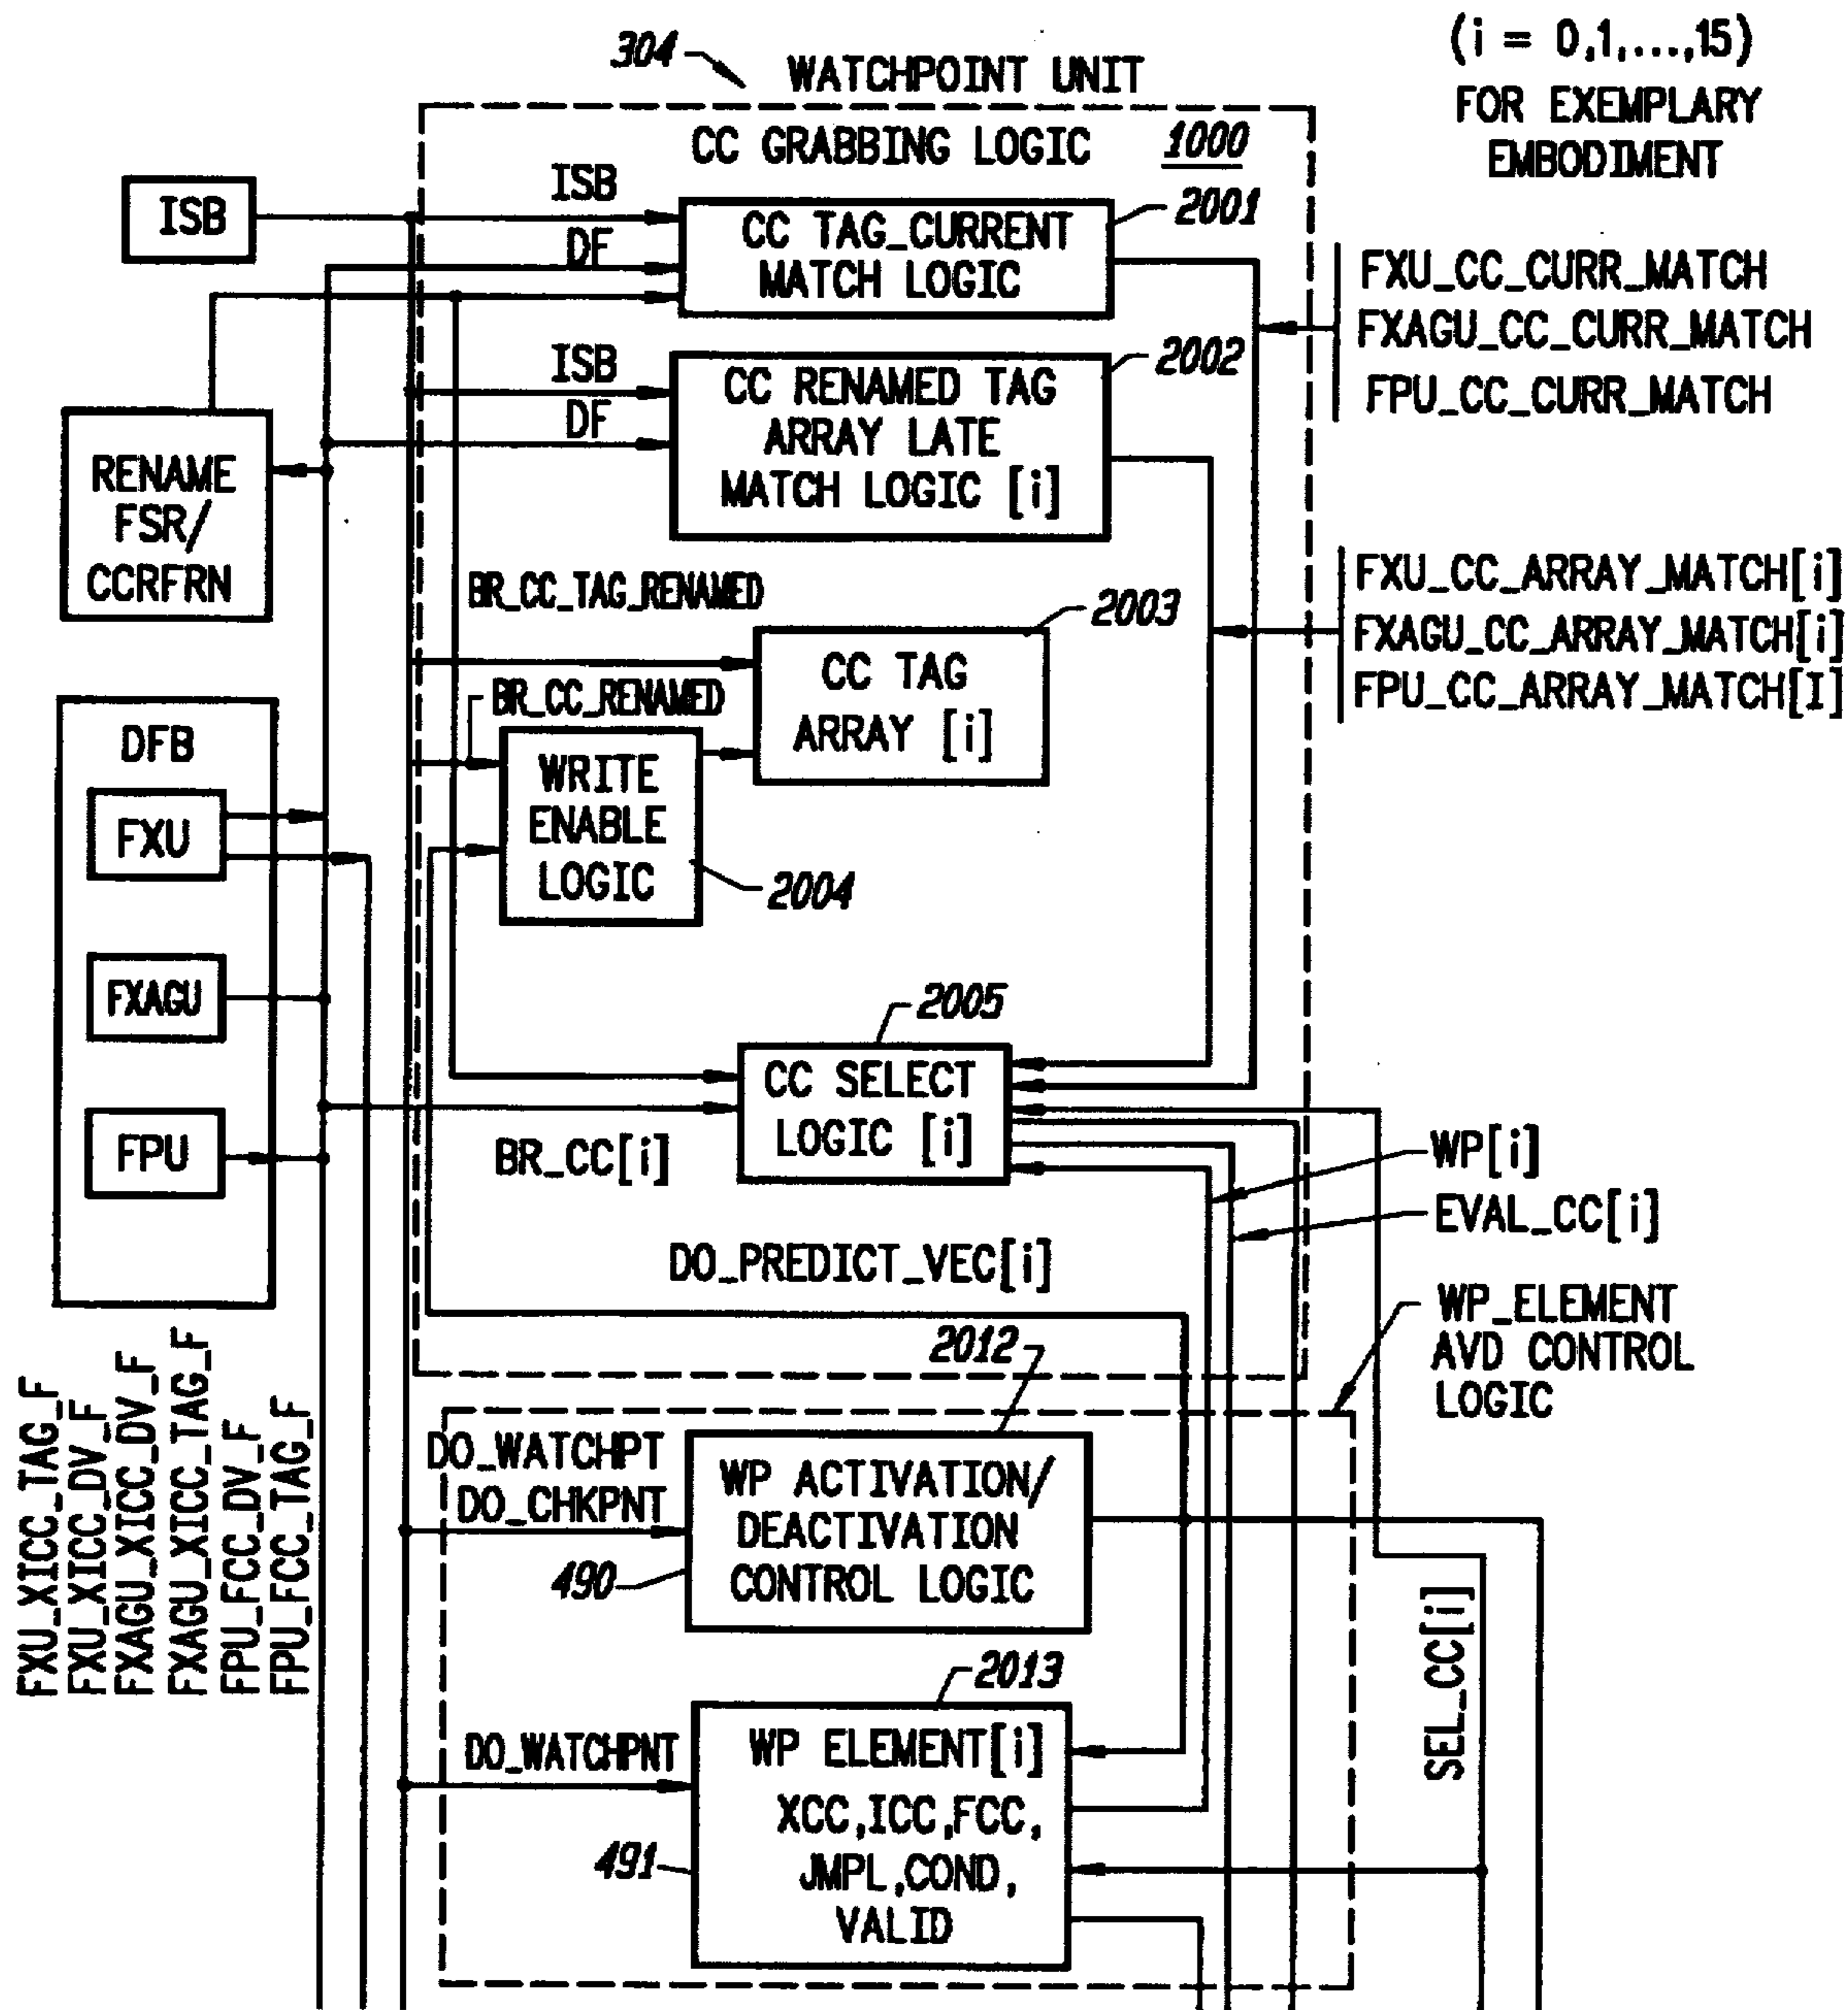 304
WATCHPOINT UNIT
(i = 0,1,...,15)
FOR EXEMPLARY
EMBODIMENT
CC GRABBING LOGIC
1000
ISB
ISB
DF
CC TAG_CURRENT
MATCH LOGIC
2001
FXU_CC_CURR_MATCH
FXAGU_CC_CURR_MATCH
FPU_CC_CURR_MATCH
ISB
DF
CC RENAMED TAG
ARRAY LATE
MATCH LOGIC [i]
2002
RENAME
FSR/
CCRFRN
FXU_CC_ARRAY_MATCH[i]
FXAGU_CC_ARRAY_MATCH[i]
FPU_CC_ARRAY_MATCH[I]
BR_CC_TAG_RENAMED
2003
CC TAG
ARRAY [i]
BR_CC_RENAMED
WRITE
ENABLE
LOGIC
2004
DFB
FXU
FXAGU
FPU
2005
CC SELECT
LOGIC [i]
BR_CC[i]
WP[i]
EVAL_CC[i]
DO_PREDICT_VEC[i]
WP_ELEMENT
AVD CONTROL
LOGIC
2012
DO_WATCHPT
DO_CHKPNT
WP ACTIVATION/
DEACTIVATION
CONTROL LOGIC
490
FXU_XICC_TAG_F
FXU_XICC_DV_F
FXAGU_XICC_DV_F
FXAGU_XICC_TAG_F
FPU_FCC_DV_F
FPU_FCC_TAG_F
SEL_CC[i]
2013
DO_WATCHPNT
WP ELEMENT[i]
XCC,ICC,FCC,
JMPL,COND,
VALID
491